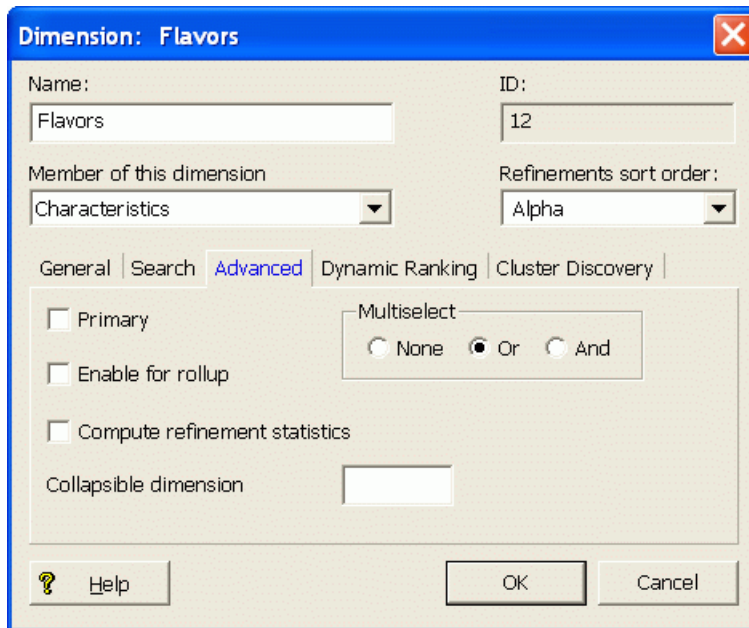 Dimension: Flavors
Name: ID:
Flavors 12
Member of this dimension Refinements sort order:
Characteristics Alpha
General Search Advanced Dynamic Ranking Cluster Discovery
Primary Multiselect
None Or And
Enable for rollup
Compute refinement statistics
Collapsible dimension
? Help OK Cancel